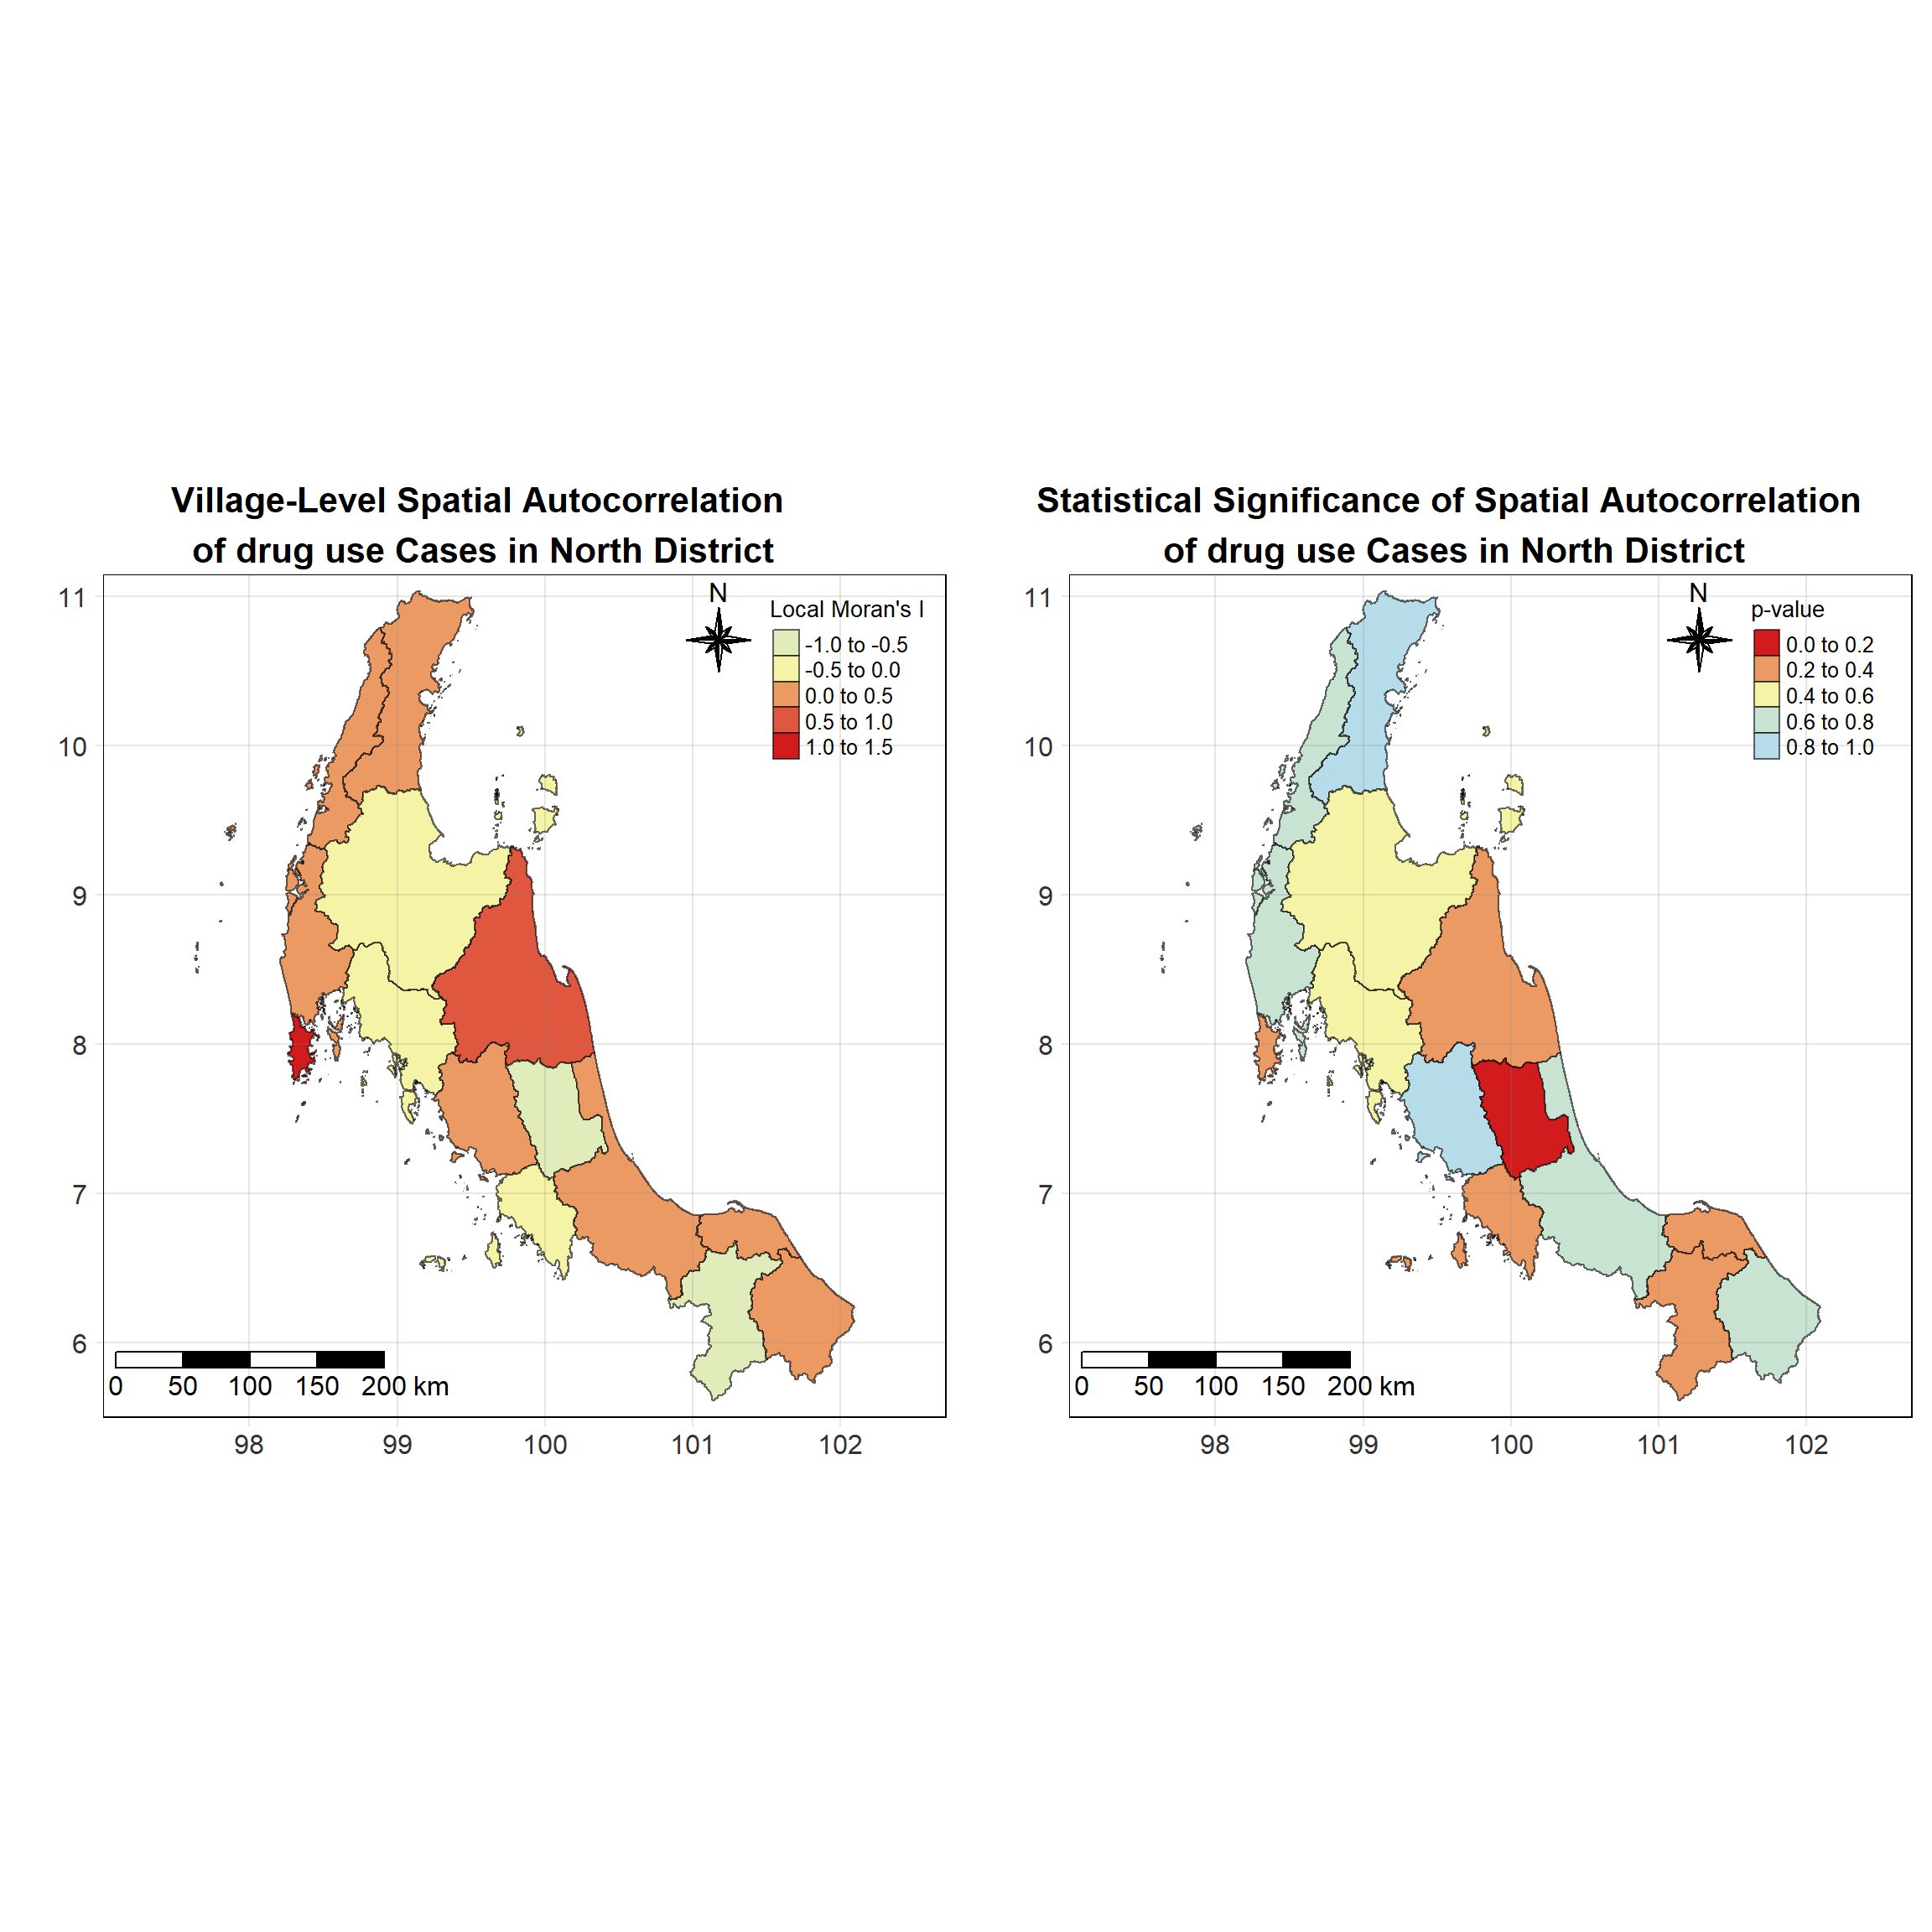 Village-Level Spatial Autocorrelation
of drug use Cases in North District
N
Local Moran's I
-1.0 to -0.5
-0.5 to 0.0
0.0 to 0.5
0.5 to 1.0
1.0 to 1.5
11
10
9
8
7
6
0 50 100 150 200 km
98 99 100 101 102
Statistical Significance of Spatial Autocorrelation
of drug use Cases in North District
N
p-value
0.0 to 0.2
0.2 to 0.4
0.4 to 0.6
0.6 to 0.8
0.8 to 1.0
11
10
9
8
7
6
0 50 100 150 200 km
98 99 100 101 102